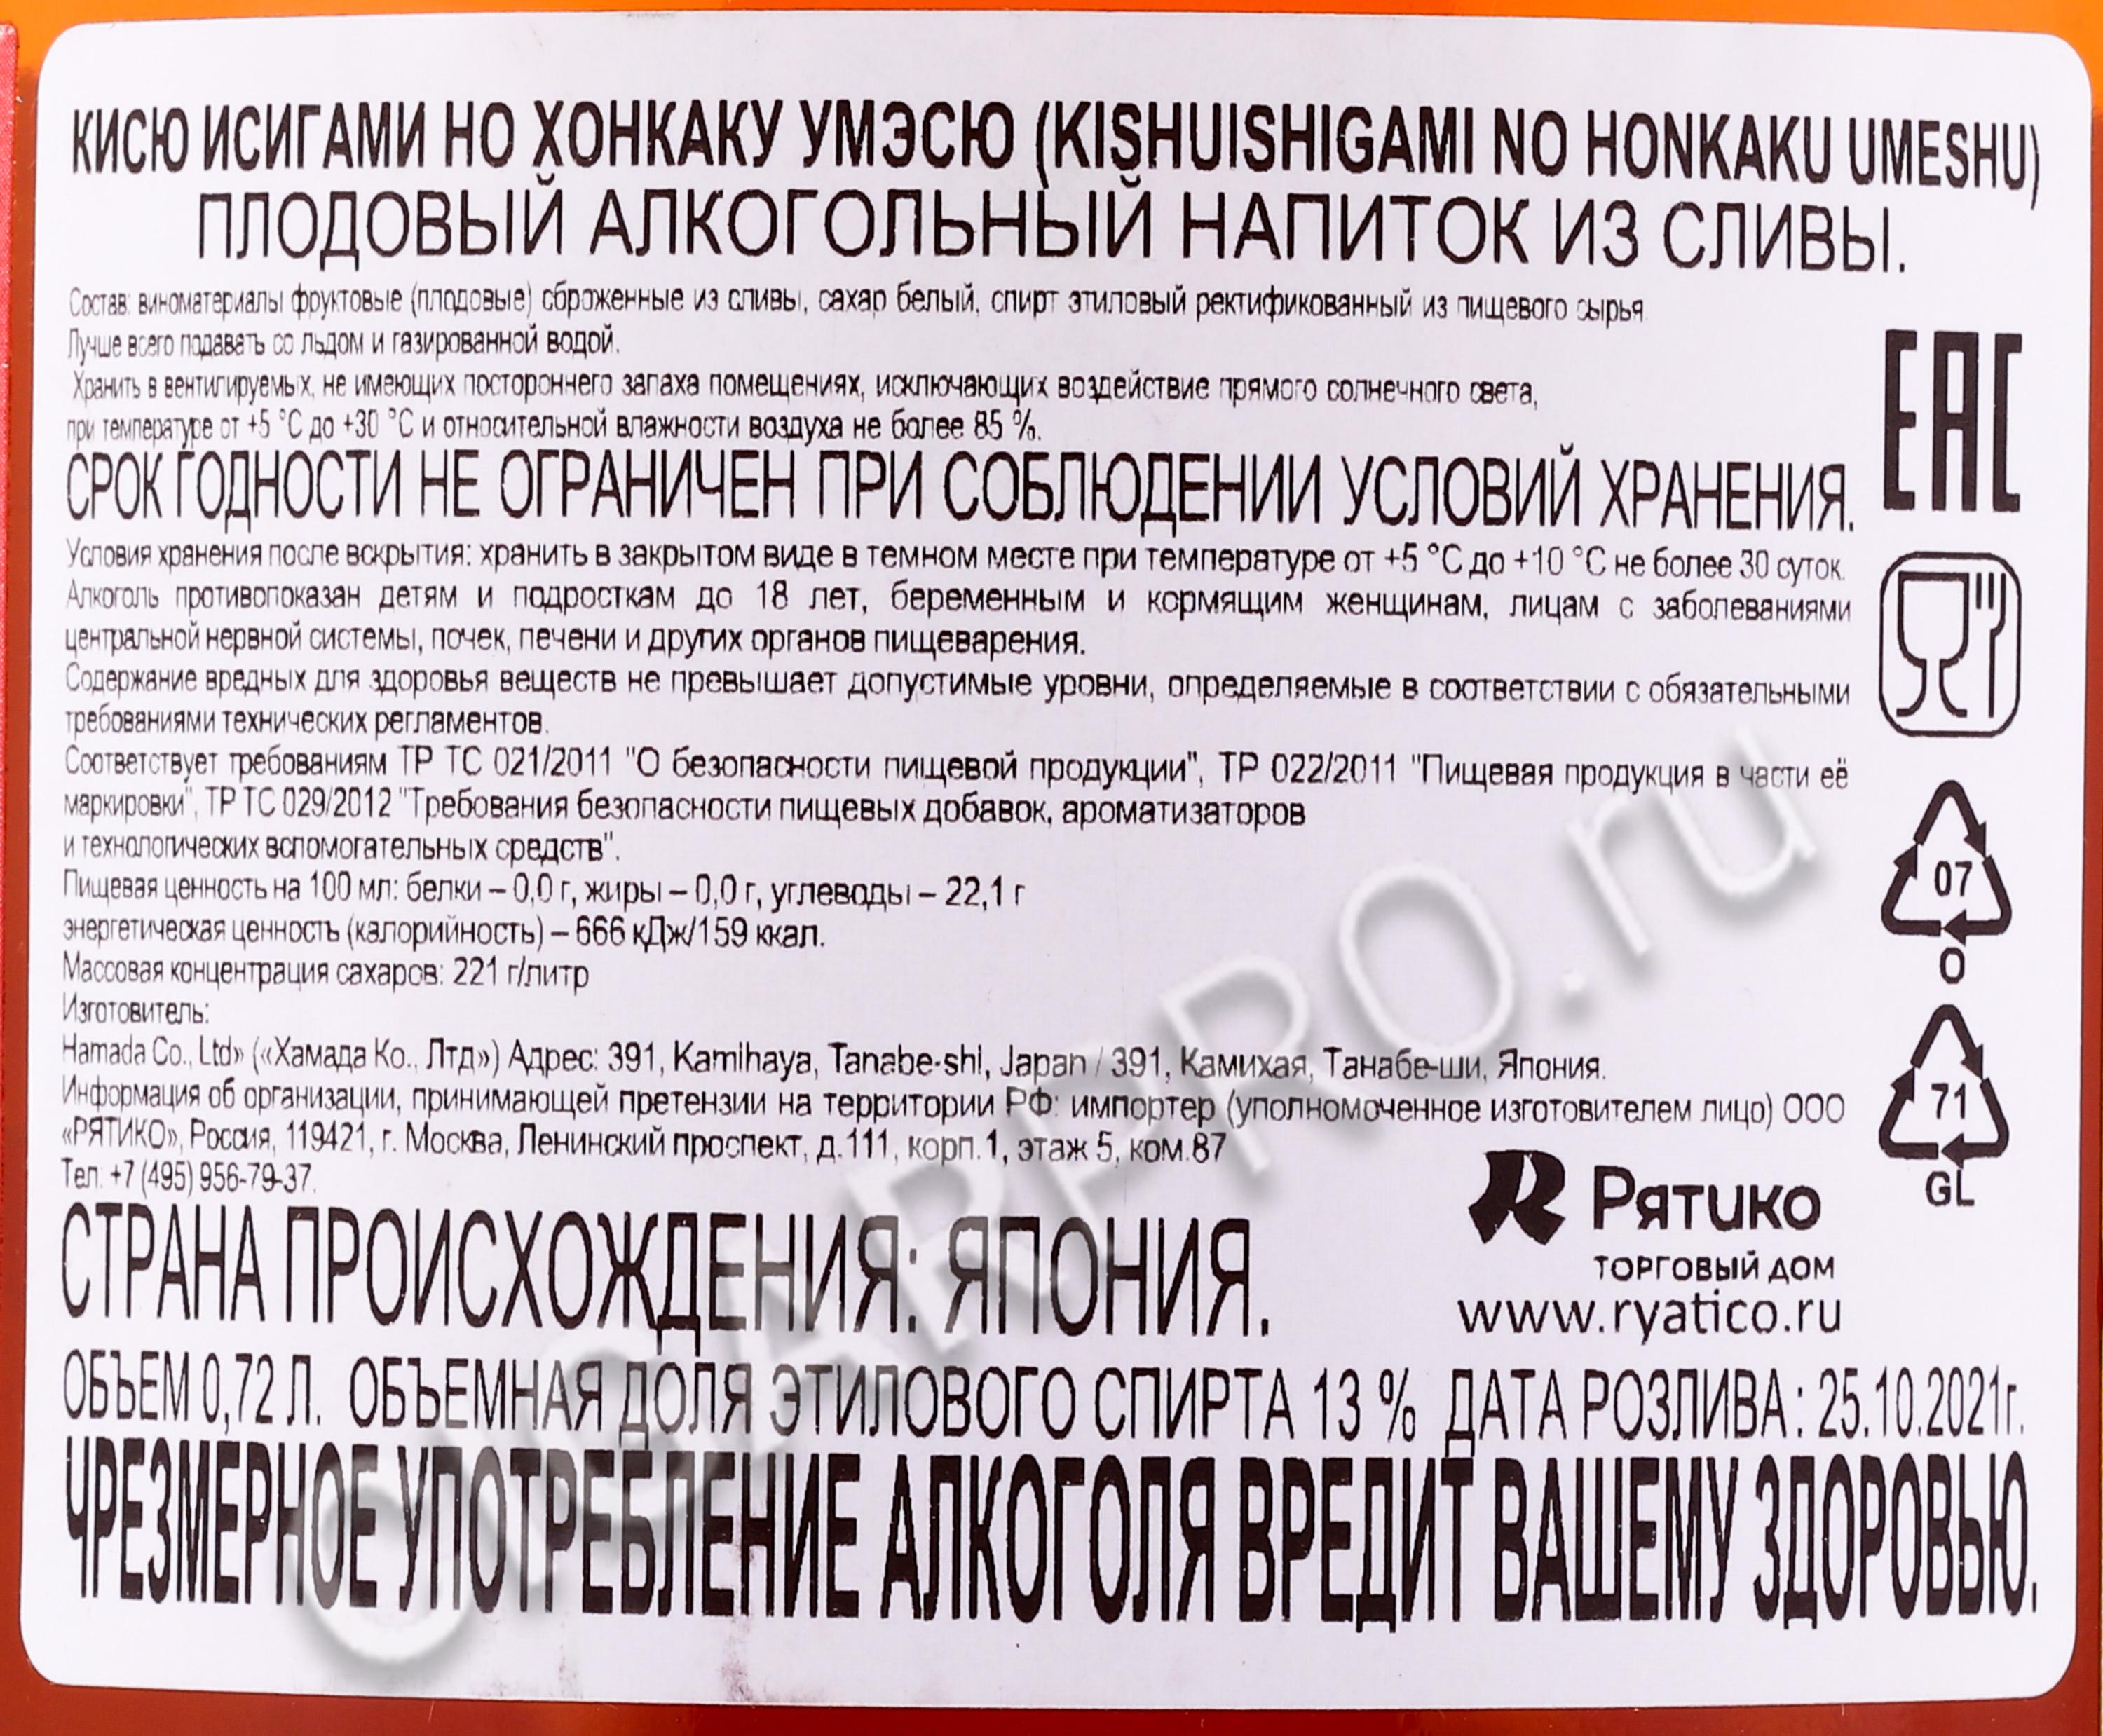 КИСЮ ИСИГАМИ НО ХОНКАКУ УМЭСЮ (KISHUISHIGAMI NO HONKAKU UMESHU)
ПЛОДОВЫЙ АЛКОГОЛЬНЫЙ НАПИТОК ИЗ СЛИВЫ.
Состав: виноматериалы фруктовые (плодовые) сброженные из сливы, сахар белый, спирт этиловый ректификованный из пищевого сырья.
Лучше всего подавать со льдом и газированной водой.
Хранить в вентилируемых, не имеющих постороннего запаха помещениях, исключающих воздействие прямого солнечного света,
при температуре от +5 °С до +30 °С и относительной влажности воздуха не более 85 %.
СРОК ГОДНОСТИ НЕ ОГРАНИЧЕН ПРИ СОБЛЮДЕНИИ УСЛОВИЙ ХРАНЕНИЯ.
Условия хранения после вскрытия: хранить в закрытом виде в темном месте при температуре от +5 °С до +10 °С не более 30 суток.
Алкоголь противопоказан детям и подросткам до 18 лет, беременным и кормящим женщинам, лицам с заболеваниями
центральной нервной системы, почек, печени и других органов пищеварения.
Содержание вредных для здоровья веществ не превышает допустимые уровни, определяемые в соответствии с обязательными
требованиями технических регламентов.
Соответствует требованиям ТР ТС 021/2011 "О безопасности пищевой продукции", ТР 022/2011 "Пищевая продукция в части её
маркировки", ТР ТС 029/2012 "Требования безопасности пищевых добавок, ароматизаторов
и технологических вспомогательных средств".
Пищевая ценность на 100 мл: белки – 0,0 г, жиры – 0,0 г, углеводы – 22,1 г
энергетическая ценность (калорийность) – 666 кДж/159 ккал.
Массовая концентрация сахаров: 221 г/литр
Изготовитель:
Hamada Co., Ltd» («Хамада Ко., Лтд») Адрес: 391, Kamihaya, Tanabe-shi, Japan / 391, Камихая, Танабе-ши, Япония.
Информация об организации, принимающей претензии на территории РФ: импортер (уполномоченное изготовителем лицо) ООО
«РЯТИКО», Россия, 119421, г. Москва, Ленинский проспект, д.111, корп.1, этаж 5, ком.87
Тел: +7 (495) 956-79-37.
СТРАНА ПРОИСХОЖДЕНИЯ: ЯПОНИЯ.
ОБЪЕМ 0,72 Л. ОБЪЕМНАЯ ДОЛЯ ЭТИЛОВОГО СПИРТА 13 % ДАТА РОЗЛИВА: 25.10.2021г.
ЧРЕЗМЕРНОЕ УПОТРЕБЛЕНИЕ АЛКОГОЛЯ ВРЕДИТ ВАШЕМУ ЗДОРОВЬЮ.
EAC
07
O
71
GL
Рятико
ТОРГОВЫЙ ДОМ
www.ryatico.ru
CIGARPRO.ru